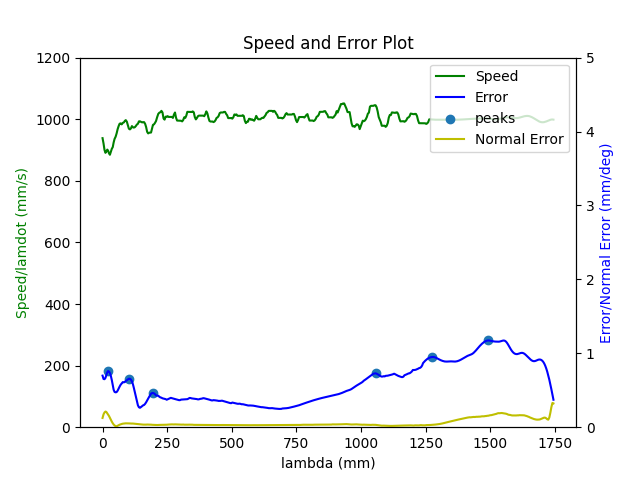 Speed and Error Plot
1200
1000
800
600
400
200
0
Speed/lamdot (mm/s)
5
4
3
2
1
0
Error/Normal Error (mm/deg)
Speed
Error
peaks
Normal Error
0 250 500 750 1000 1250 1500 1750
lambda (mm)